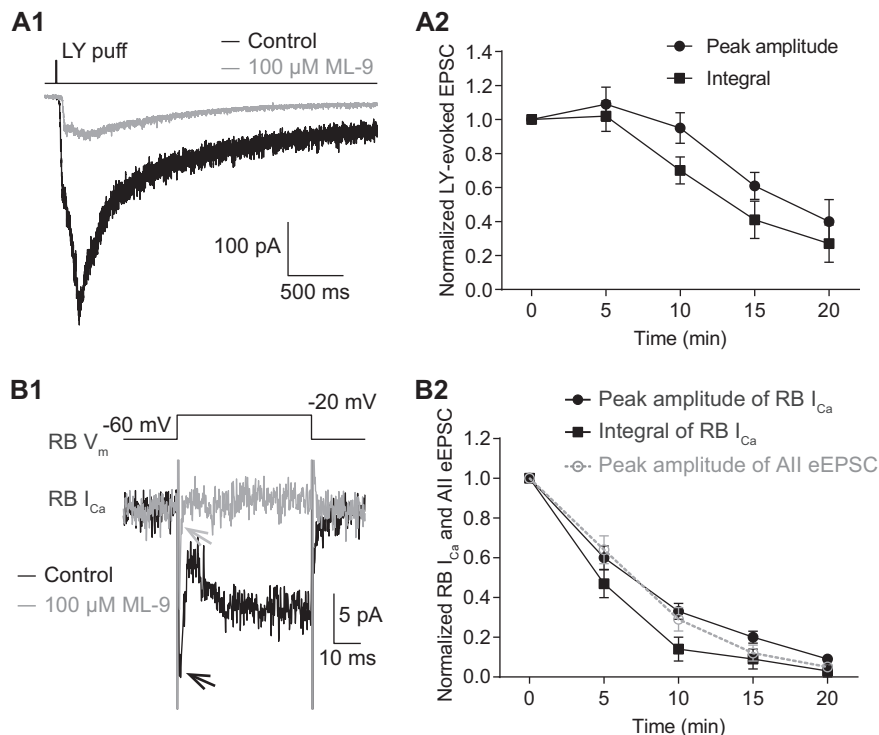 A1
LY puff
Control
100 µM ML-9
100 pA
500 ms
A2
Normalized LY-evoked EPSC
1.4
1.2
1.0
0.8
0.6
0.4
0.2
0.0
Peak amplitude
Integral
0 5 10 15 20
Time (min)
B1
-60 mV
-20 mV
RB Vm
RB ICa
Control
100 µM ML-9
5 pA
10 ms
B2
Peak amplitude of RB ICa
Integral of RB ICa
Peak amplitude of AII eEPSC
Normalized RB ICa and AII eEPSC
1.2
1.0
0.8
0.6
0.4
0.2
0.0
0 5 10 15 20
Time (min)